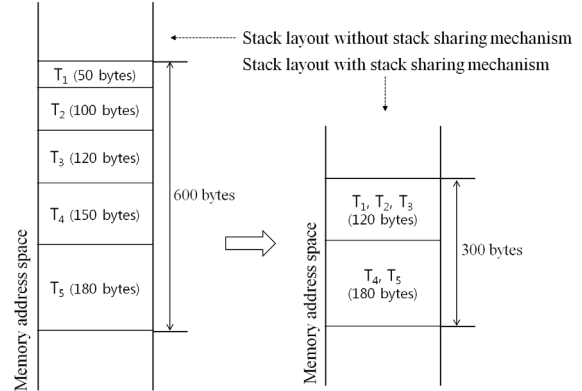 Stack layout without stack sharing mechanism
Stack layout with stack sharing mechanism
T₁ (50 bytes)
T₂ (100 bytes)
T₃ (120 bytes)
T₄ (150 bytes)
T₅ (180 bytes)
600 bytes
Memory address space
T₁, T₂, T₃
(120 bytes)
T₄, T₅
(180 bytes)
300 bytes
Memory address space